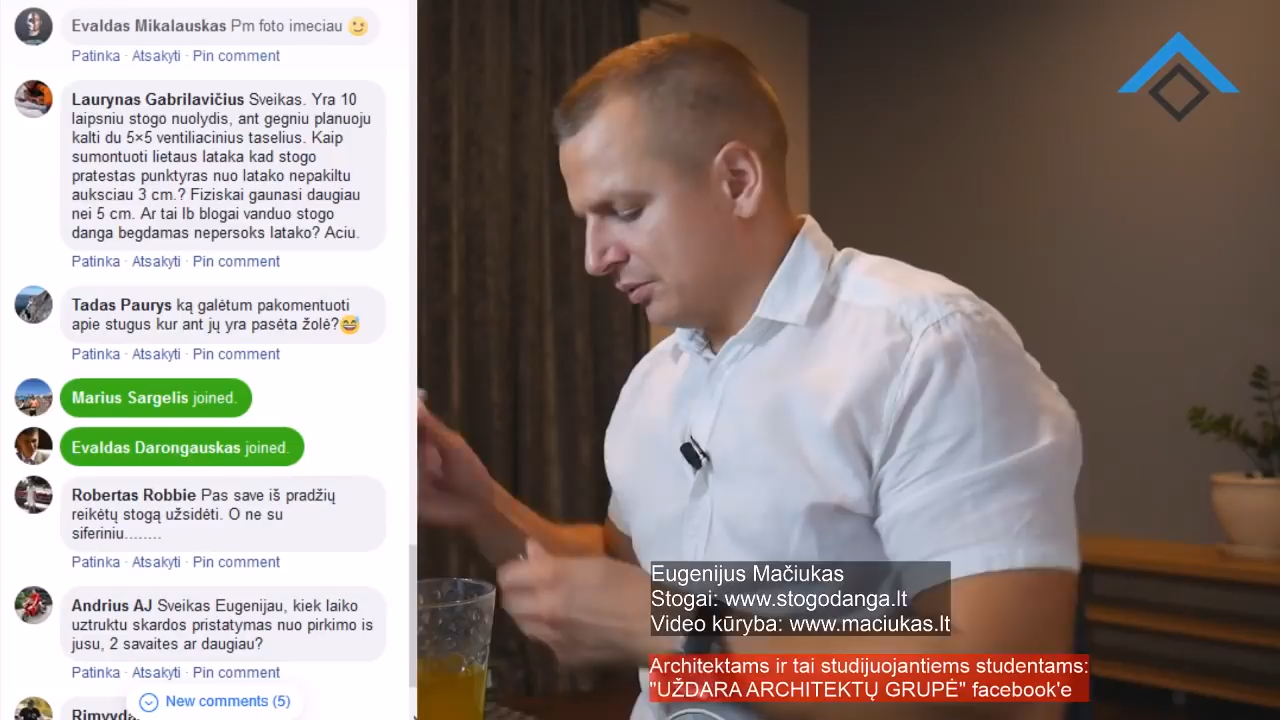 Evaldas Mikalauskas Pm foto imeciau
Patinka · Atsakyti · Pin comment
Laurynas Gabrilavičius Sveikas. Yra 10
laipsniu stogo nuolydis, ant gegniu planuoju
kalti du 5×5 ventiliacinius taselius. Kaip
sumontuoti lietaus lataka kad stogo
pratestas punktyras nuo latako nepakiltu
auksciau 3 cm.? Fiziskai gaunasi daugiau
nei 5 cm. Ar tai lb blogai vanduo stogo
danga begdamas nepersoks latako? Aciu.
Patinka · Atsakyti · Pin comment
Tadas Paurys ką galėtum pakomentuoti
apie stugus kur ant jų yra pasėta žolė?
Patinka · Atsakyti · Pin comment
Marius Sargelis joined.
Evaldas Darongauskas joined.
Robertas Robbie Pas save iš pradžių
reikėtų stogą užsidėti. O ne su
siferiniu........
Patinka · Atsakyti · Pin comment
Andrius AJ Sveikas Eugenijau, kiek laiko
uztruktu skardos pristatymas nuo pirkimo is
jusu, 2 savaites ar daugiau?
Patinka · Atsakyti · Pin comment
New comments (5)
Eugenijus Mačiukas
Stogai: www.stogodanga.lt
Video kūryba: www.maciukas.lt
Architektams ir tai studijuojantiems studentams:
"UŽDARA ARCHITEKTŲ GRUPĖ" facebook'e